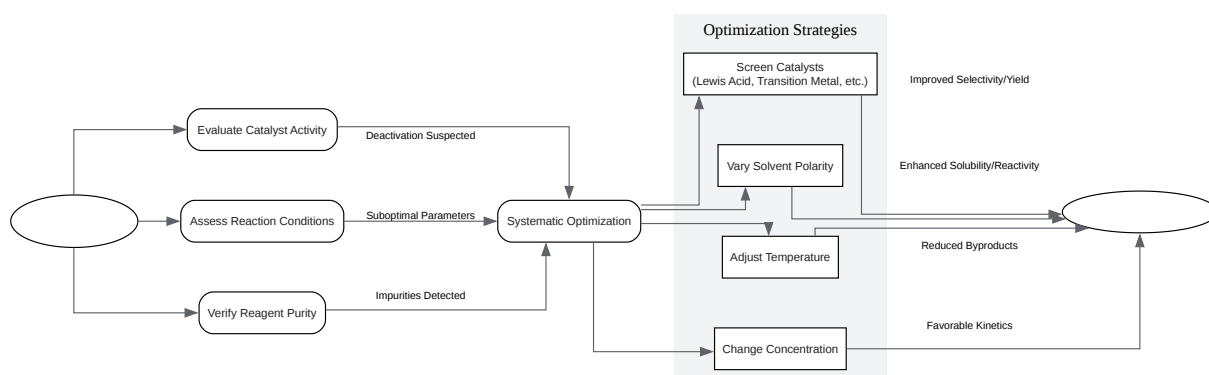 Optimization Strategies
Screen Catalysts
(Lewis Acid, Transition Metal, etc.)
Improved Selectivity/Yield
Evaluate Catalyst Activity
Deactivation Suspected
Vary Solvent Polarity
Enhanced Solubility/Reactivity
Assess Reaction Conditions
Suboptimal Parameters
Systematic Optimization
Adjust Temperature
Reduced Byproducts
Verify Reagent Purity
Impurities Detected
Change Concentration
Favorable Kinetics